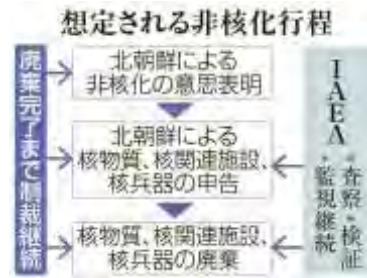 想定される非核化行程
廃棄完了まで制裁継続
北朝鮮による
非核化の意思表明
北朝鮮による
核物質、核関連施設、
核兵器の申告
核物質、核関連施設、
核兵器の廃棄
IAEA
・査察・検証
・監視継続